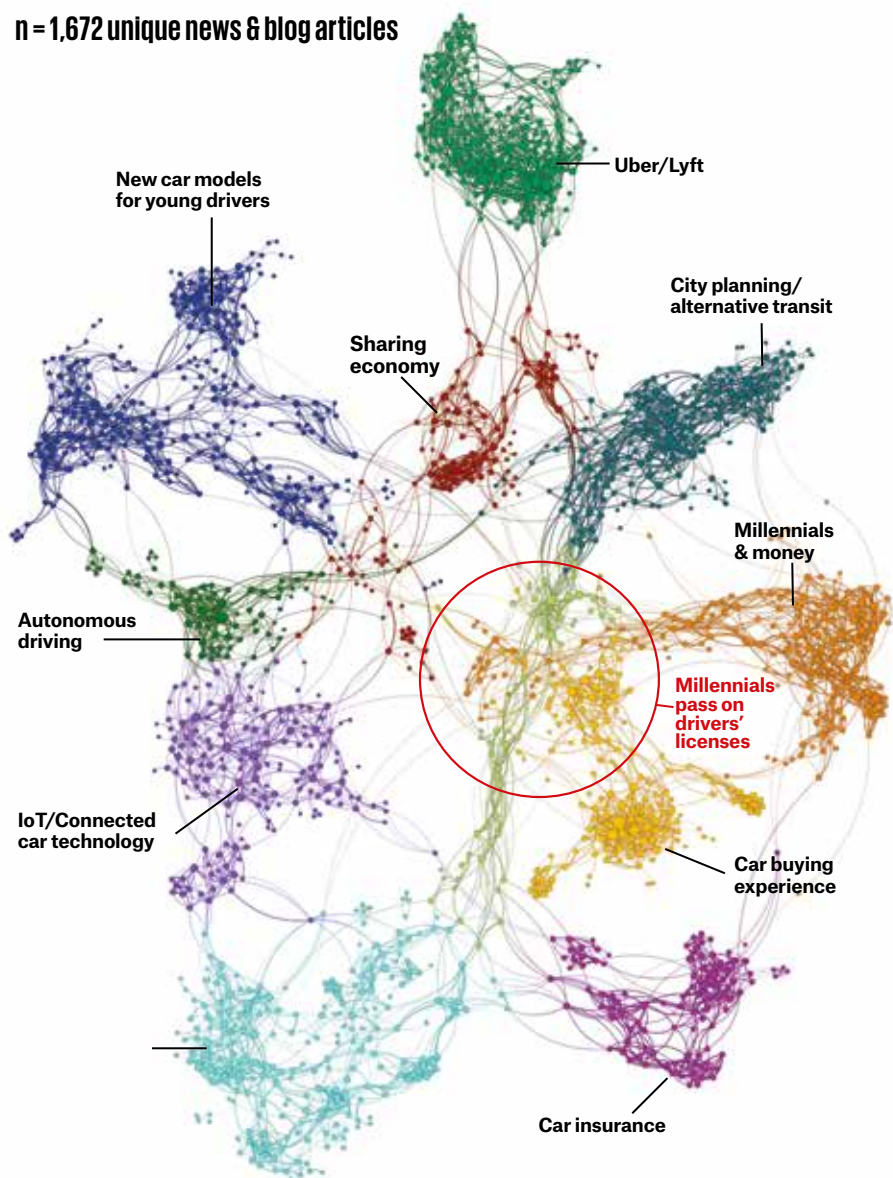 n = 1,672 unique news & blog articles
Uber/Lyft
New car models
for young drivers
City planning/
alternative transit
Sharing
economy
Millennials
& money
Autonomous
driving
Millennials
pass on
drivers’
licenses
IoT/Connected
car technology
Car buying
experience
Car insurance